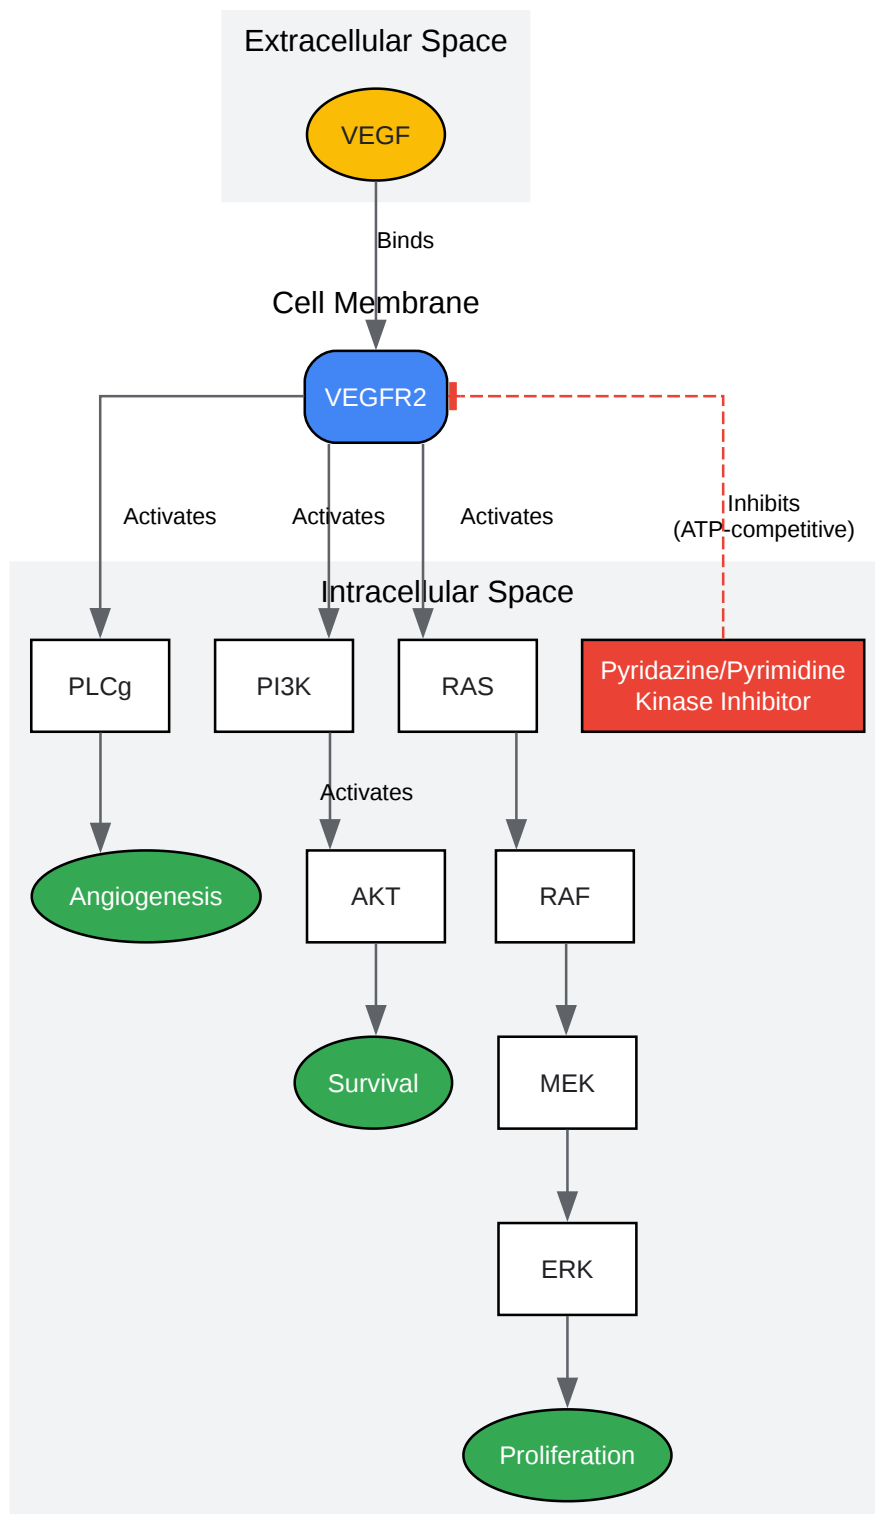 Extracellular Space
VEGF
Binds
Cell Membrane
VEGFR2
Activates
Activates
Activates
Inhibits
(ATP-competitive)
Intracellular Space
PLCg
PI3K
RAS
Pyridazine/Pyrimidine
Kinase Inhibitor
Activates
Angiogenesis
AKT
RAF
Survival
MEK
ERK
Proliferation